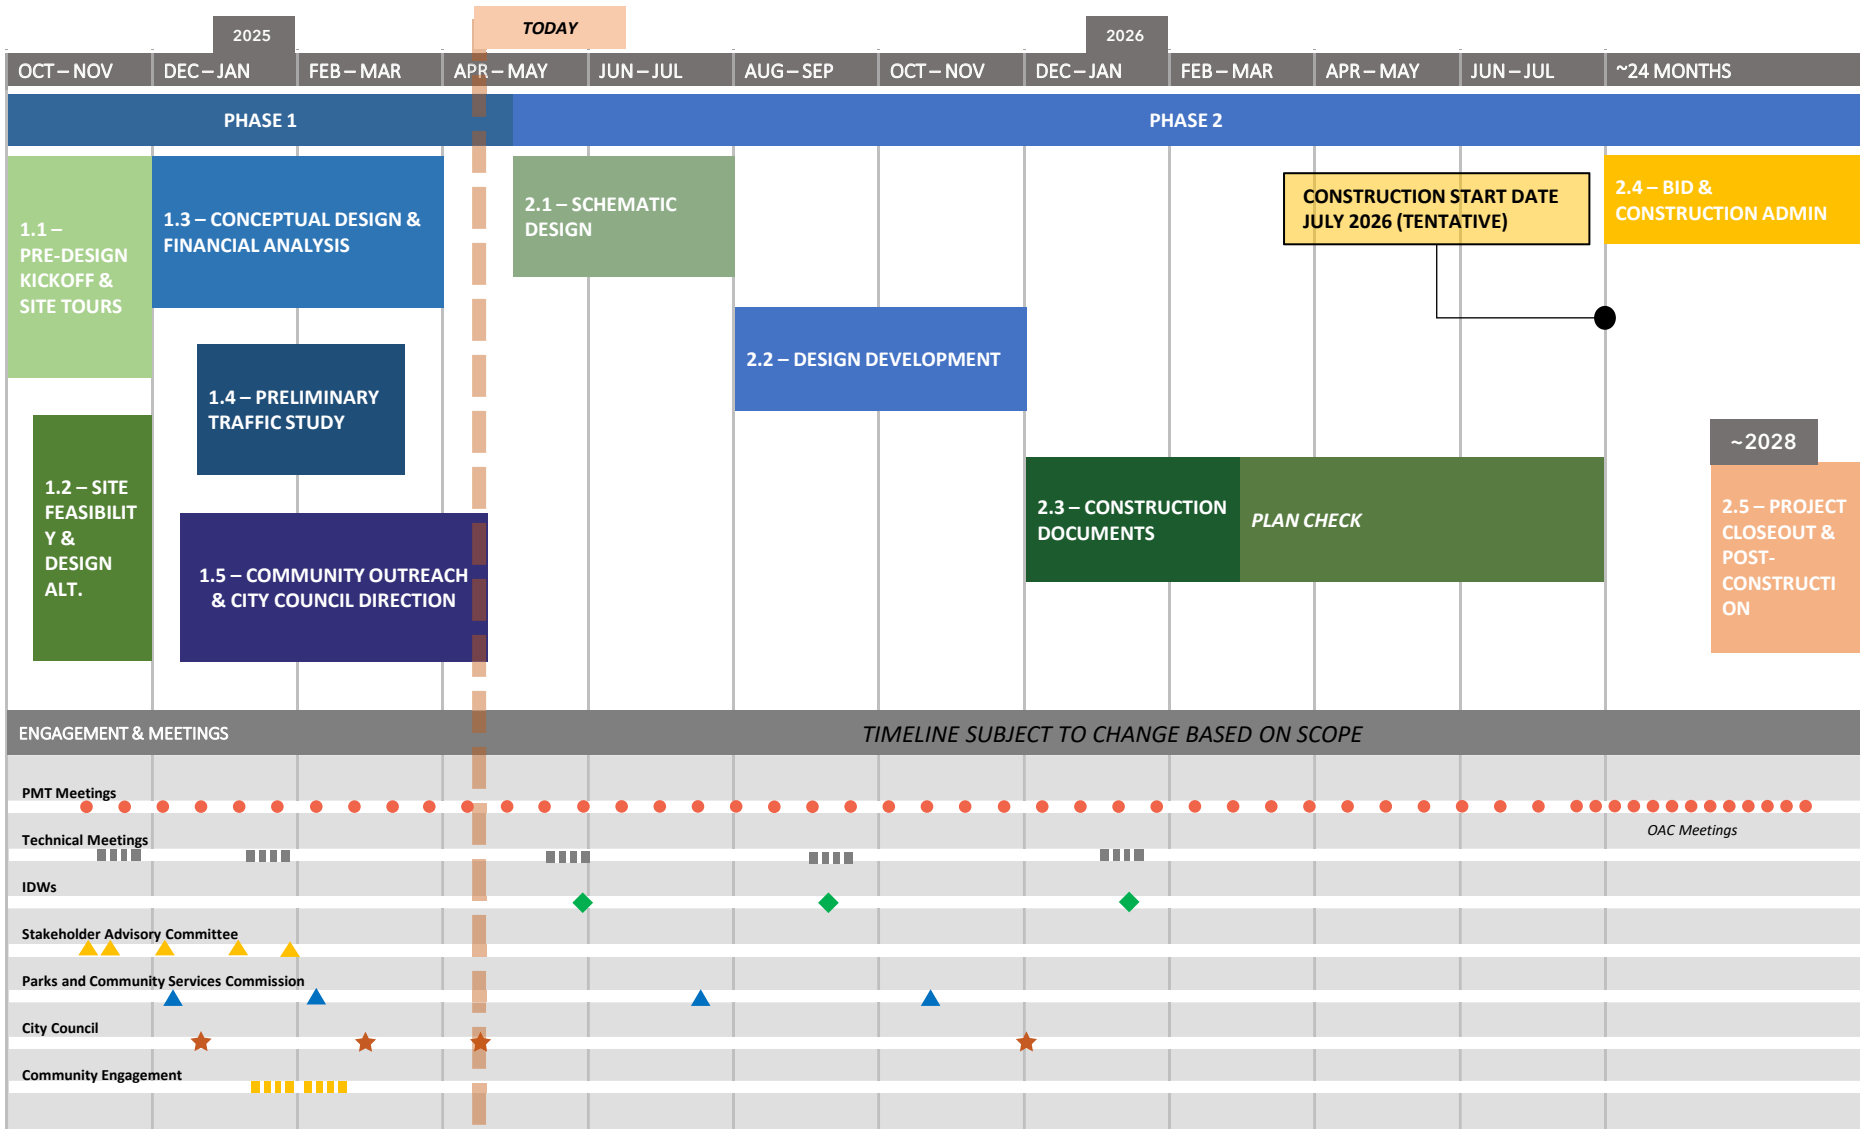 2025
TODAY
2026
OCT – NOV
DEC – JAN
FEB – MAR
APR – MAY
JUN – JUL
AUG – SEP
OCT – NOV
DEC – JAN
FEB – MAR
APR – MAY
JUN – JUL
~24 MONTHS
PHASE 1
PHASE 2
1.1 –
PRE-DESIGN
KICKOFF &
SITE TOURS
1.3 – CONCEPTUAL DESIGN &
FINANCIAL ANALYSIS
2.1 – SCHEMATIC
DESIGN
CONSTRUCTION START DATE
JULY 2026 (TENTATIVE)
2.4 – BID &
CONSTRUCTION ADMIN
2.2 – DESIGN DEVELOPMENT
1.4 – PRELIMINARY
TRAFFIC STUDY
1.2 – SITE
FEASIBILIT
Y &
DESIGN
ALT.
1.5 – COMMUNITY OUTREACH
& CITY COUNCIL DIRECTION
2.3 – CONSTRUCTION
DOCUMENTS
PLAN CHECK
~2028
2.5 – PROJECT
CLOSEOUT &
POST-
CONSTRUCTI
ON
ENGAGEMENT & MEETINGS
TIMELINE SUBJECT TO CHANGE BASED ON SCOPE
PMT Meetings
OAC Meetings
Technical Meetings
IDWs
Stakeholder Advisory Committee
Parks and Community Services Commission
City Council
Community Engagement